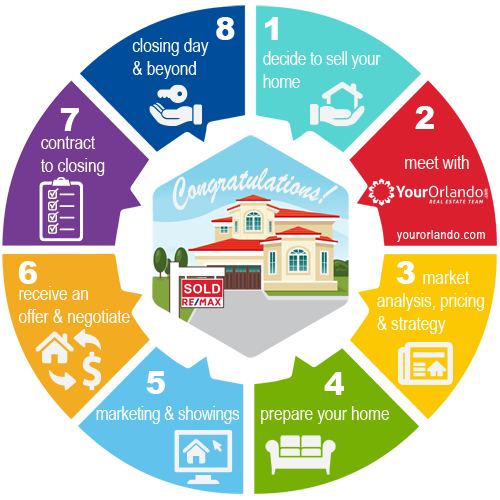 1
decide to sell your
home
2
meet with
YourOrlando.com
REAL ESTATE TEAM
yourorlando.com
3 market
analysis, pricing
& strategy
4
prepare your home
5
marketing & showings
6
receive an
offer & negotiate
$
7
contract
to closing
8
closing day
& beyond
Congratulations!
SOLD
RE/MAX